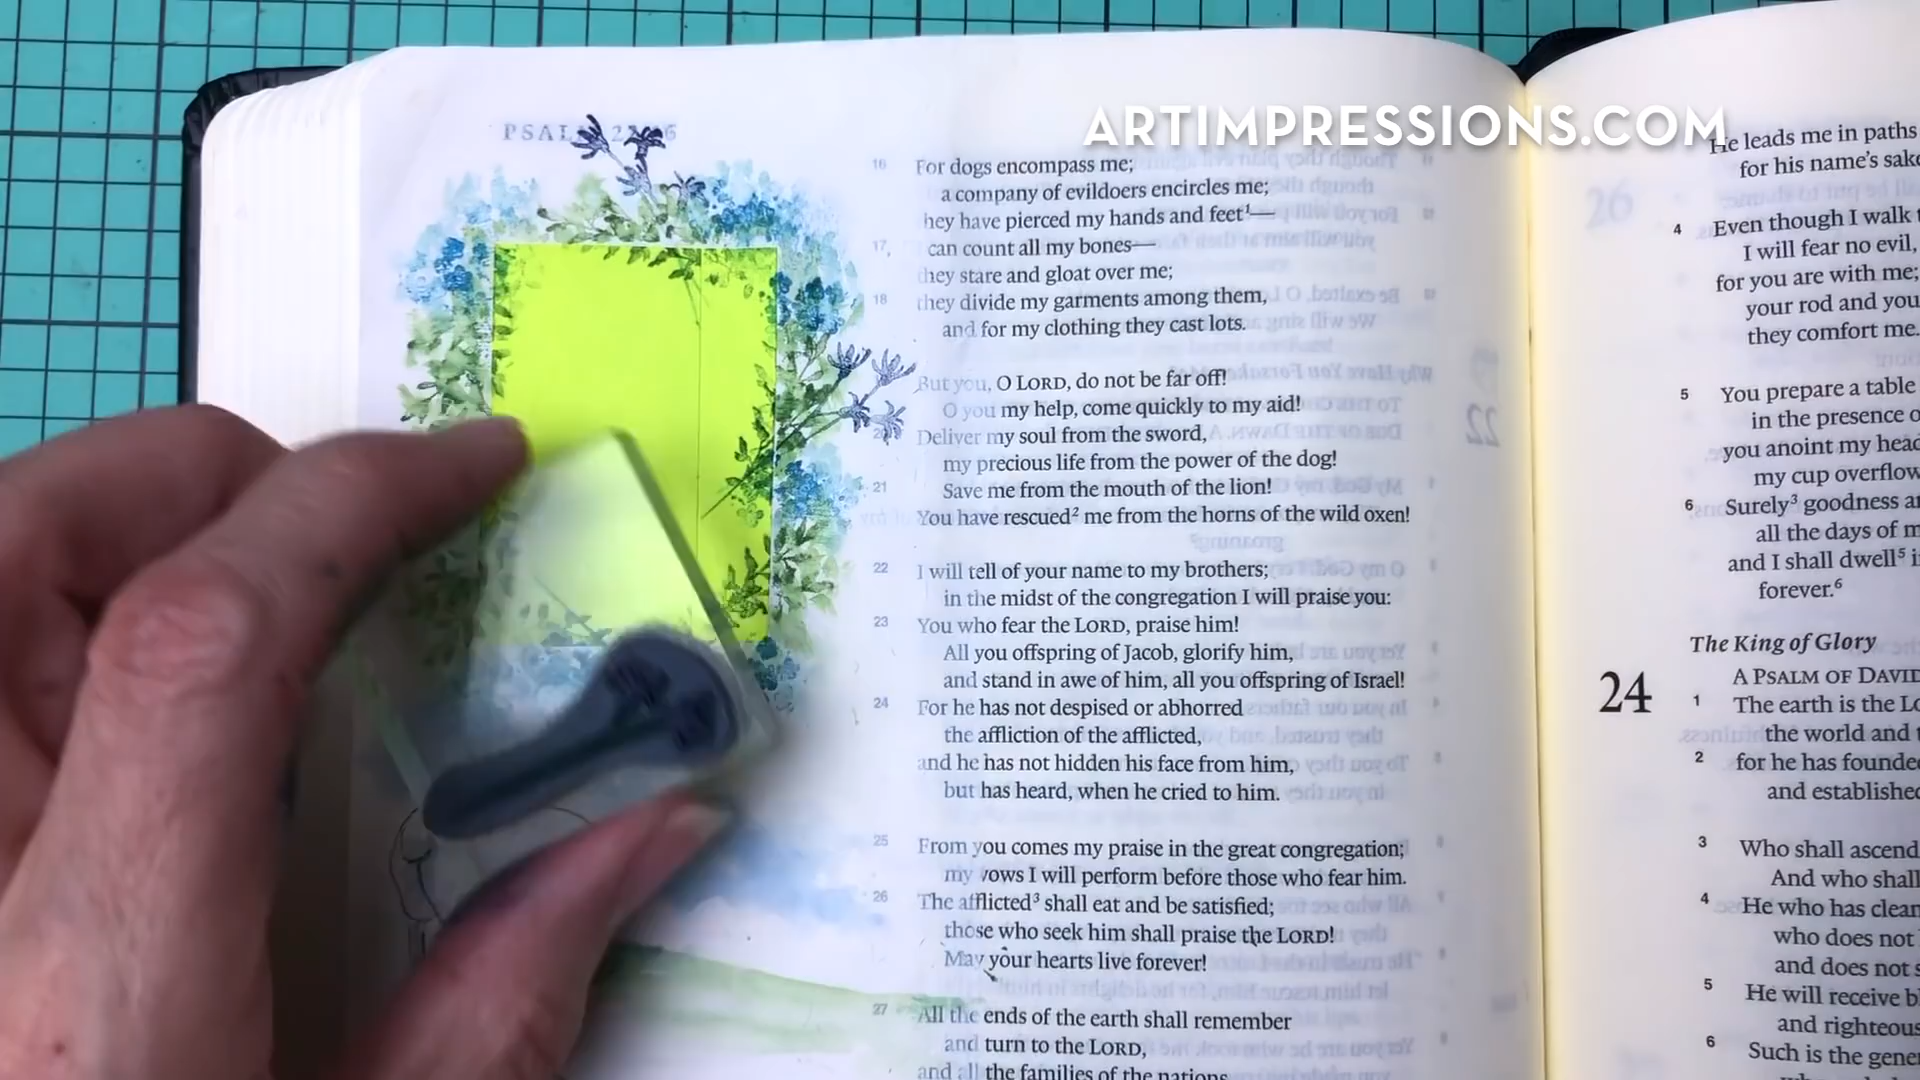 ARTIMPRESSIONS.COM
PSAL
16 For dogs encompass me;
a company of evildoers encircles me;
hey have pierced my hands and feet¹—
17, can count all my bones—
they stare and gloat over me;
18 they divide my garments among them,
and for my clothing they cast lots.
But you, O LORD, do not be far off!
O you my help, come quickly to my aid!
20 Deliver my soul from the sword,
my precious life from the power of the dog!
21 Save me from the mouth of the lion!
You have rescued² me from the horns of the wild oxen!
22 I will tell of your name to my brothers;
in the midst of the congregation I will praise you:
23 You who fear the LORD, praise him!
All you offspring of Jacob, glorify him,
and stand in awe of him, all you offspring of Israel!
24 For he has not despised or abhorred
the affliction of the afflicted,
and he has not hidden his face from him,
but has heard, when he cried to him.
25 From you comes my praise in the great congregation;
my vows I will perform before those who fear him.
26 The afflicted³ shall eat and be satisfied;
those who seek him shall praise the LORD!
May your hearts live forever!
27 All the ends of the earth shall remember
and turn to the LORD,
and all the families of the nations
He leads me in paths
for his name's sake
4 Even though I walk
I will fear no evil,
for you are with me;
your rod and you
they comfort me.
5 You prepare a table
in the presence o
you anoint my head
my cup overflow
6 Surely³ goodness a
all the days of m
and I shall dwell⁵ i
forever.⁶
The King of Glory
24 A PSALM OF DAVID
1 The earth is the Lo
the world and t
2 for he has founde
and established
3 Who shall ascend
And who shall
4 He who has clean
who does not
and does not s
5 He will receive b
and righteous
6 Such is the gene